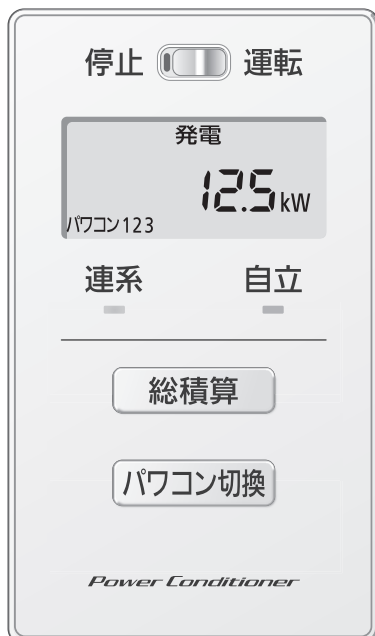 停止 運転
発電
12.5kW
パワコン123
連系 自立
総積算
パワコン切換
Power Conditioner